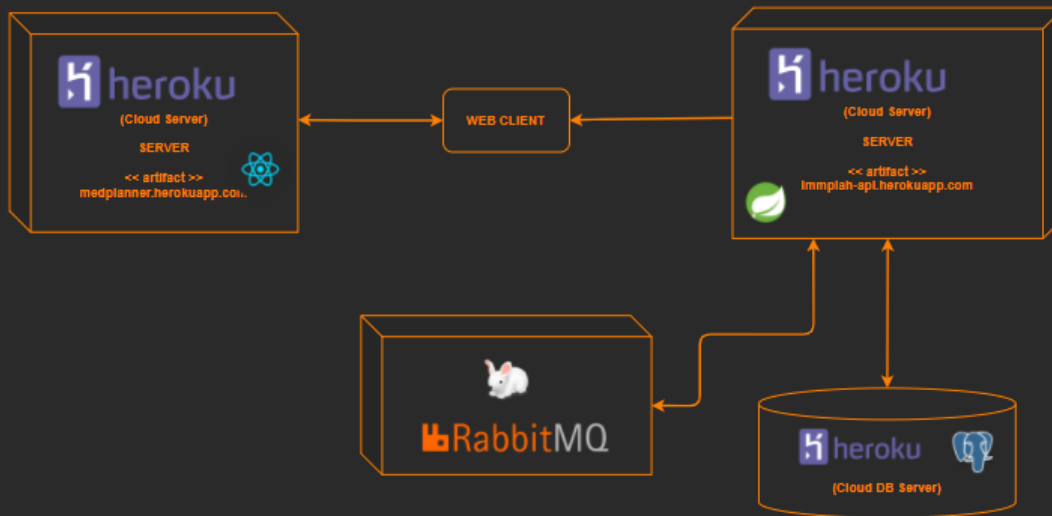 heroku
(Cloud Server)
SERVER
<< artifact >>
medplanner.herokuapp.com
WEB CLIENT
heroku
(Cloud Server)
SERVER
<< artifact >>
immplah-api.herokuapp.com
RabbitMQ
heroku
(Cloud DB Server)